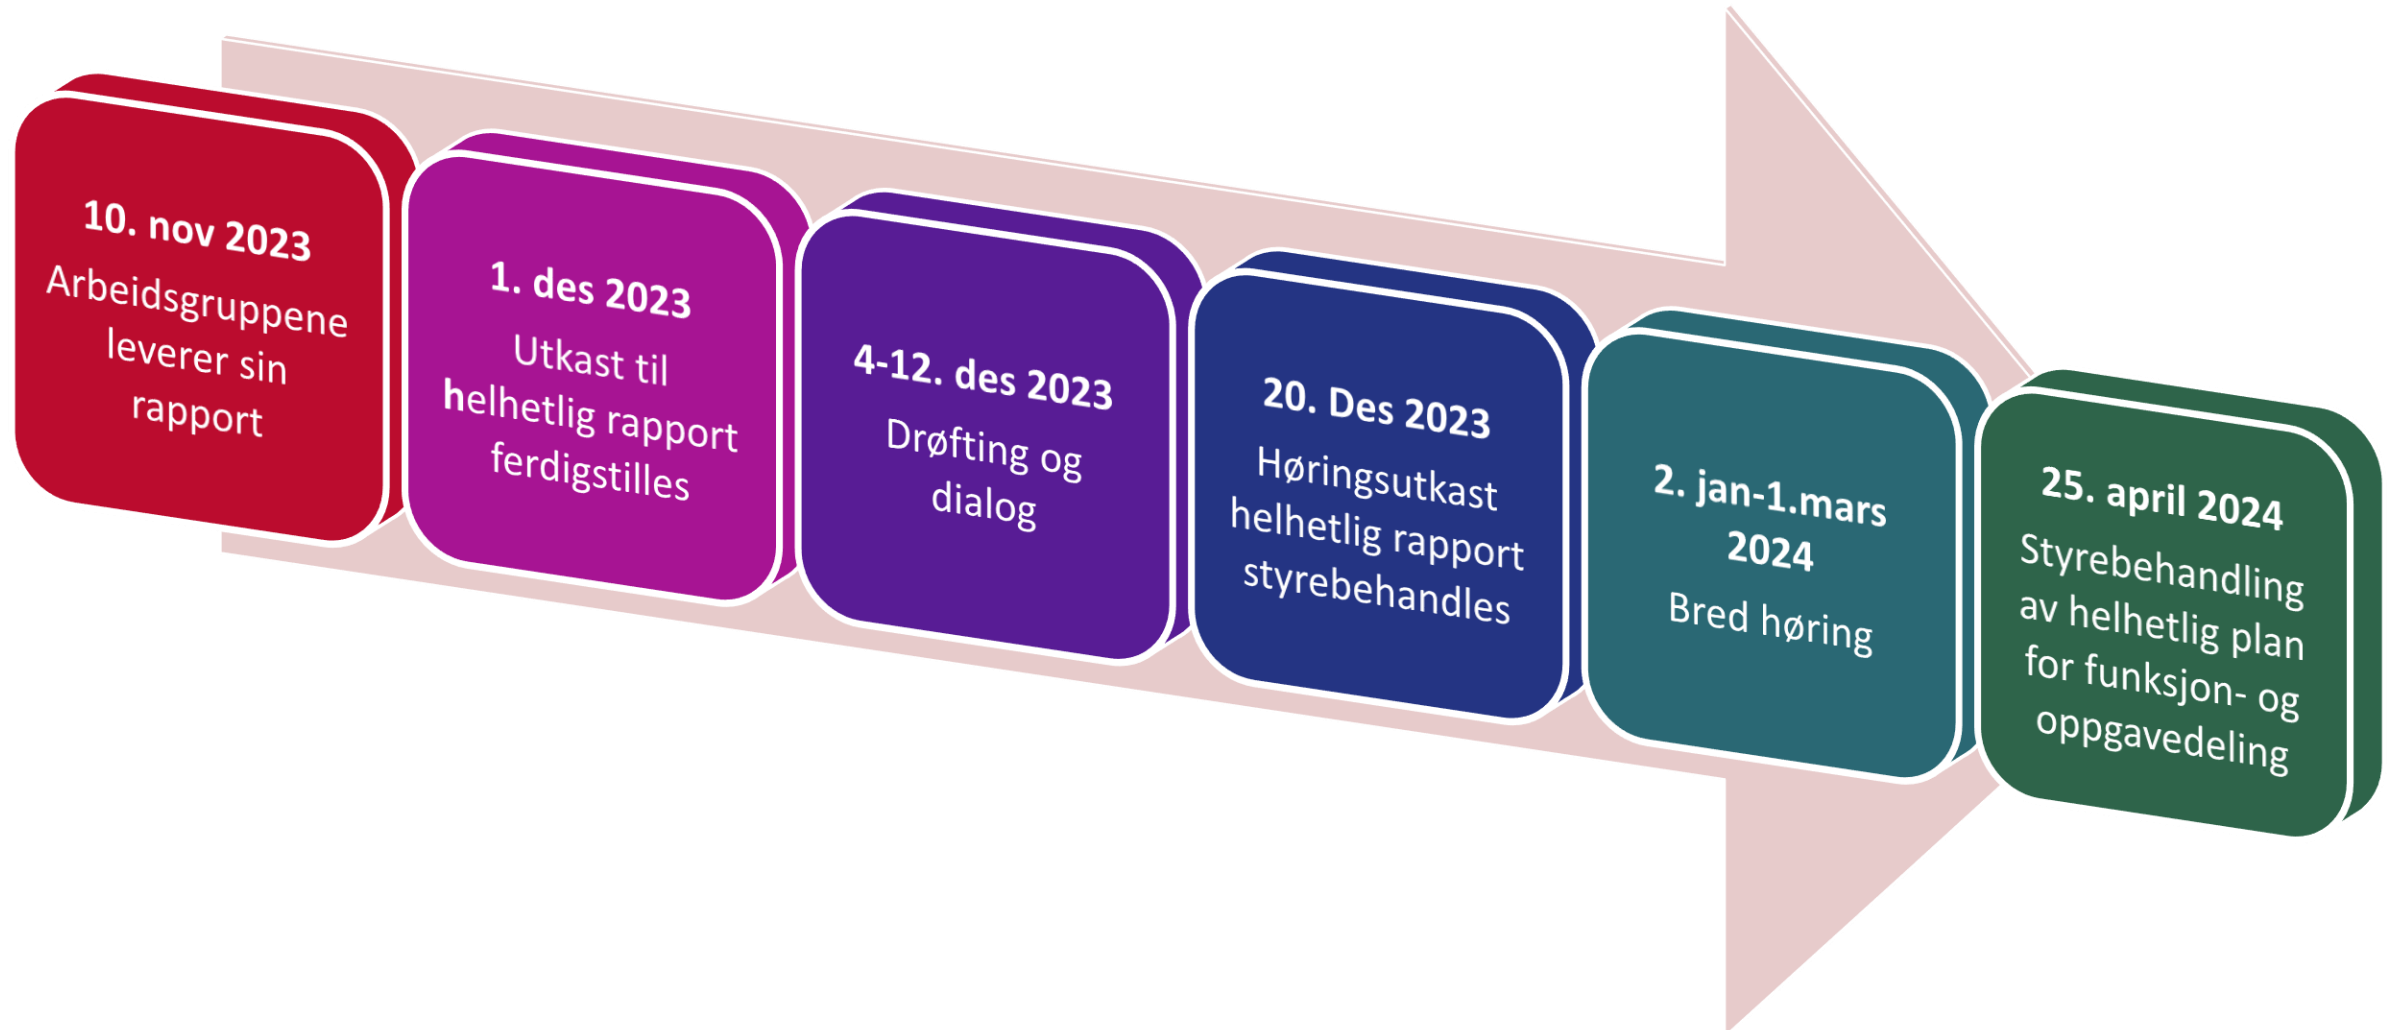 10. nov 2023
Arbeidsgruppene
leverer sin
rapport
1. des 2023
Utkast til
helhetlig rapport
ferdigstilles
4-12. des 2023
Drøfting og
dialog
20. Des 2023
Høringsutkast
helhetlig rapport
styrebehandles
2. jan-1.mars
2024
Bred høring
25. april 2024
Styrebehandling
av helhetlig plan
for funksjon- og
oppgavedeling